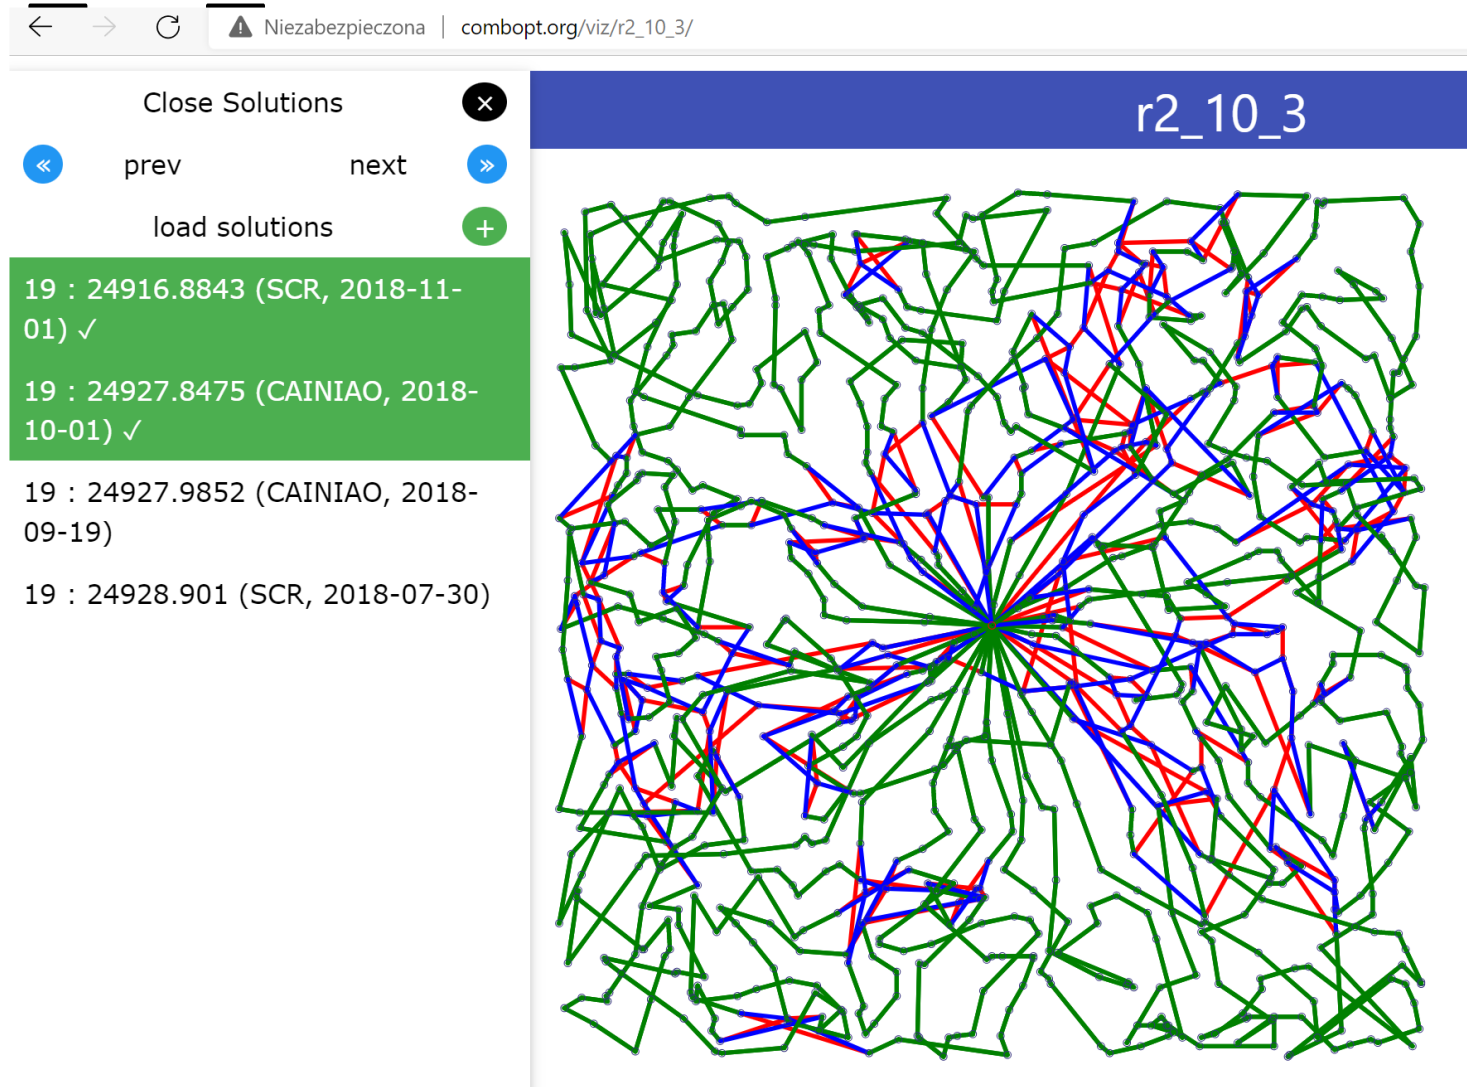 Niezabezpieczona combopt.org/viz/r2_10_3/
Close Solutions
r2_10_3
prev next
load solutions
19 : 24916.8843 (SCR, 2018-11-
01) ✓
19 : 24927.8475 (CAINIAO, 2018-
10-01) ✓
19 : 24927.9852 (CAINIAO, 2018-
09-19)
19 : 24928.901 (SCR, 2018-07-30)